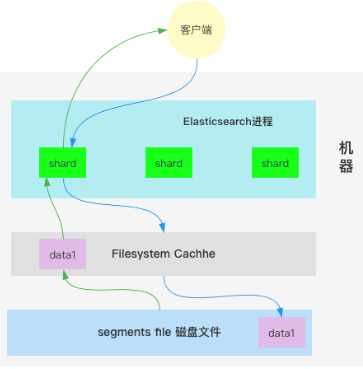 客户端
Elasticsearch进程
机器
shard
shard
shard
data1
Filesystem Cachhe
segments file 磁盘文件
data1